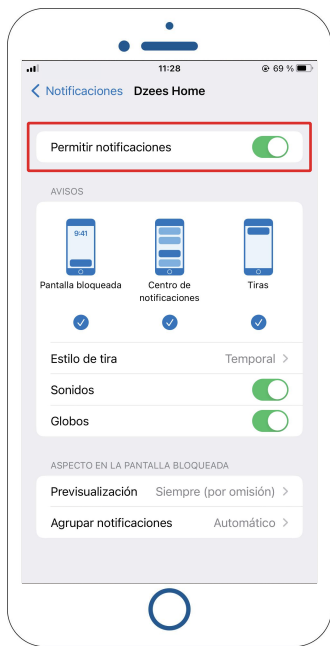 11:28
69 %
Notificaciones Dzees Home
Permitir notificaciones
AVISOS
9:41
Pantalla bloqueada
Centro de
notificaciones
Tiras
Estilo de tira Temporal
Sonidos
Globos
ASPECTO EN LA PANTALLA BLOQUEADA
Previsualización Siempre (por omisión)
Agrupar notificaciones Automático